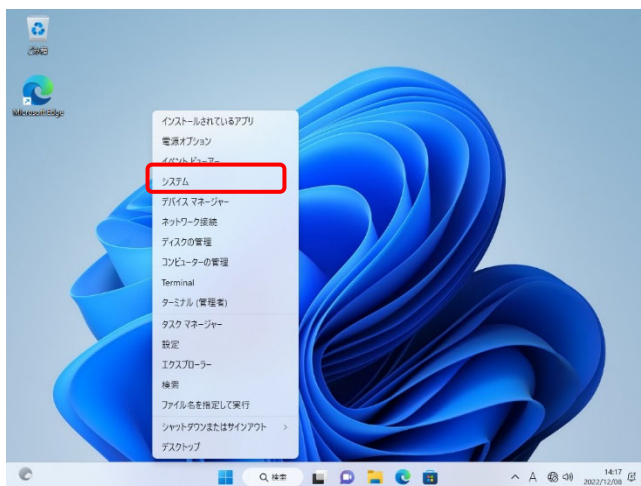 ごみ箱
Microsoft Edge
インストールされているアプリ
電源オプション
イベント ビューアー
システム
デバイス マネージャー
ネットワーク接続
ディスクの管理
コンピューターの管理
Terminal
ターミナル (管理者)
タスク マネージャー
設定
エクスプローラー
検索
ファイル名を指定して実行
シャットダウンまたはサインアウト
デスクトップ
検索
A
14:17
2022/12/08